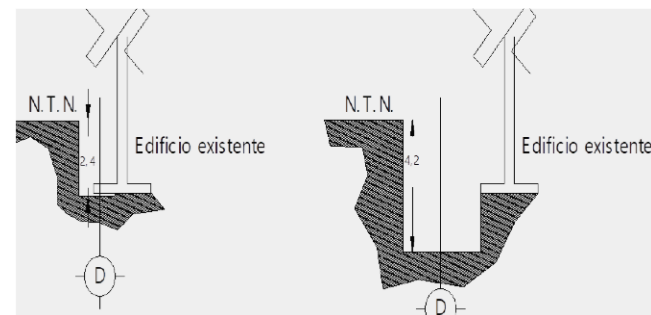 N.T.N.
2,4
Edificio existente
D
N.T.N.
4,2
Edificio existente
D